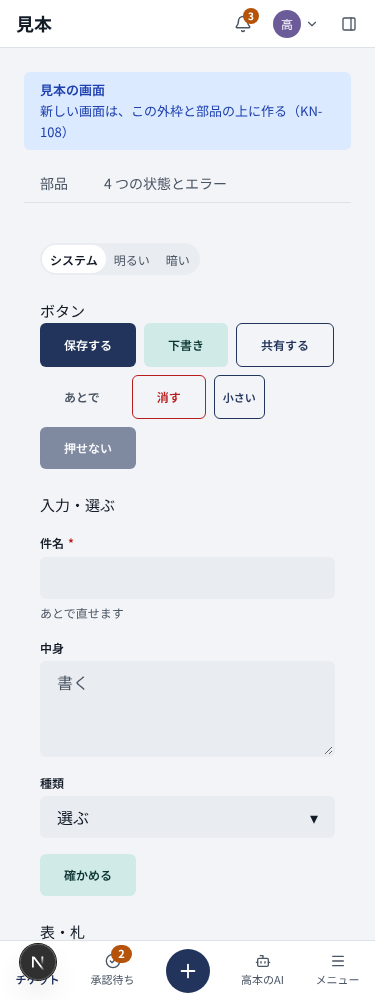 見本
3
高
見本の画面
新しい画面は、この外枠と部品の上に作る（KN-
108）
部品 4 つの状態とエラー
システム 明るい 暗い
ボタン
保存する 下書き 共有する
あとで 消す 小さい
押せない
入力・選ぶ
件名 *
あとで直せます
中身
書く
種類
選ぶ ▼
確かめる
表・札
N
2
チケット 承認待ち 高本のAI メニュー